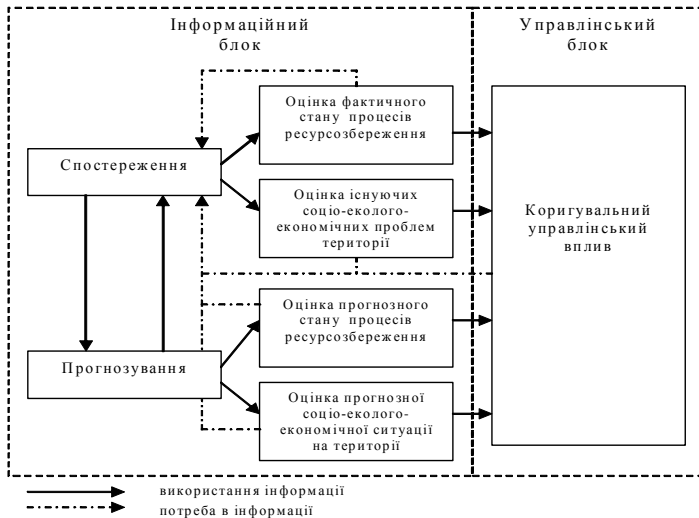 Інформаційний
блок
Управлінський
блок
Оцінка фактичного
стану процесів
ресурсозбереження
Спостереження
Оцінка існуючих
соціо-еколого-
економічних проблем
території
Коригувальний
управлінський
вплив
Оцінка прогнозного
стану процесів
ресурсозбереження
Прогнозування
Оцінка прогнозної
соціо-еколого-
економічної ситуації
на території
використання інформації
потреба в інформації